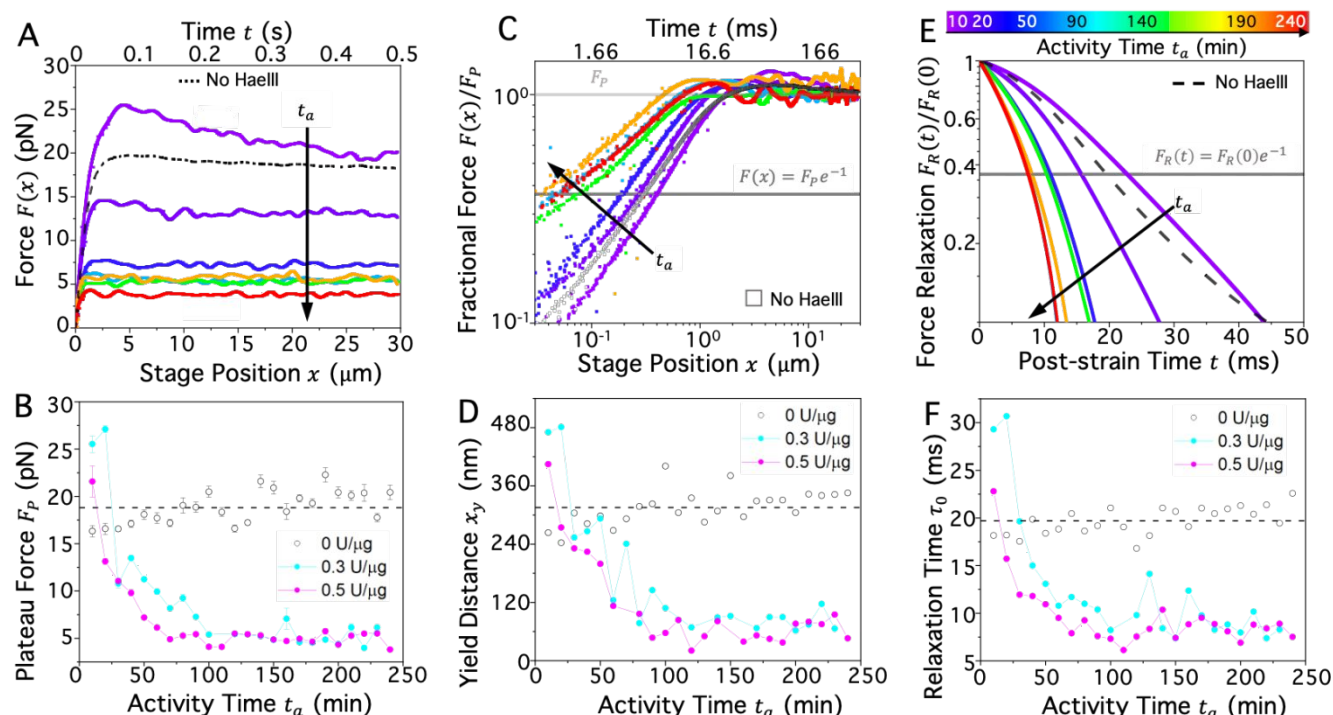 A
Time t (s)
0 0.1 0.2 0.3 0.4 0.5
No HaeIII
t_a
Force F(x) (pN)
35
30
25
20
15
10
5
0
0 5 10 15 20 25 30
Stage Position x (μm)
C
Time t (ms)
1.66 16.6 166
F_P
Fractional Force F(x)/F_P
10⁰
10⁻¹
F(x) = F_P e⁻¹
t_a
No HaeIII
10⁻¹ 10⁰ 10¹
Stage Position x (μm)
10 20 50 90 140 190 240
Activity Time t_a (min)
E
No HaeIII
Force Relaxation F_R(t)/F_R(0)
1
0.6
0.4
0.2
F_R(t) = F_R(0)e⁻¹
t_a
0 10 20 30 40 50
Post-strain Time t (ms)
B
Plateau Force F_P (pN)
30
25
20
15
10
5
0 U/μg
0.3 U/μg
0.5 U/μg
0 50 100 150 200 250
Activity Time t_a (min)
D
Yield Distance x_y (nm)
480
360
240
120
0
0 U/μg
0.3 U/μg
0.5 U/μg
0 50 100 150 200 250
Activity Time t_a (min)
F
Relaxation Time τ₀ (ms)
30
25
20
15
10
5
0 U/μg
0.3 U/μg
0.5 U/μg
0 50 100 150 200 250
Activity Time t_a (min)